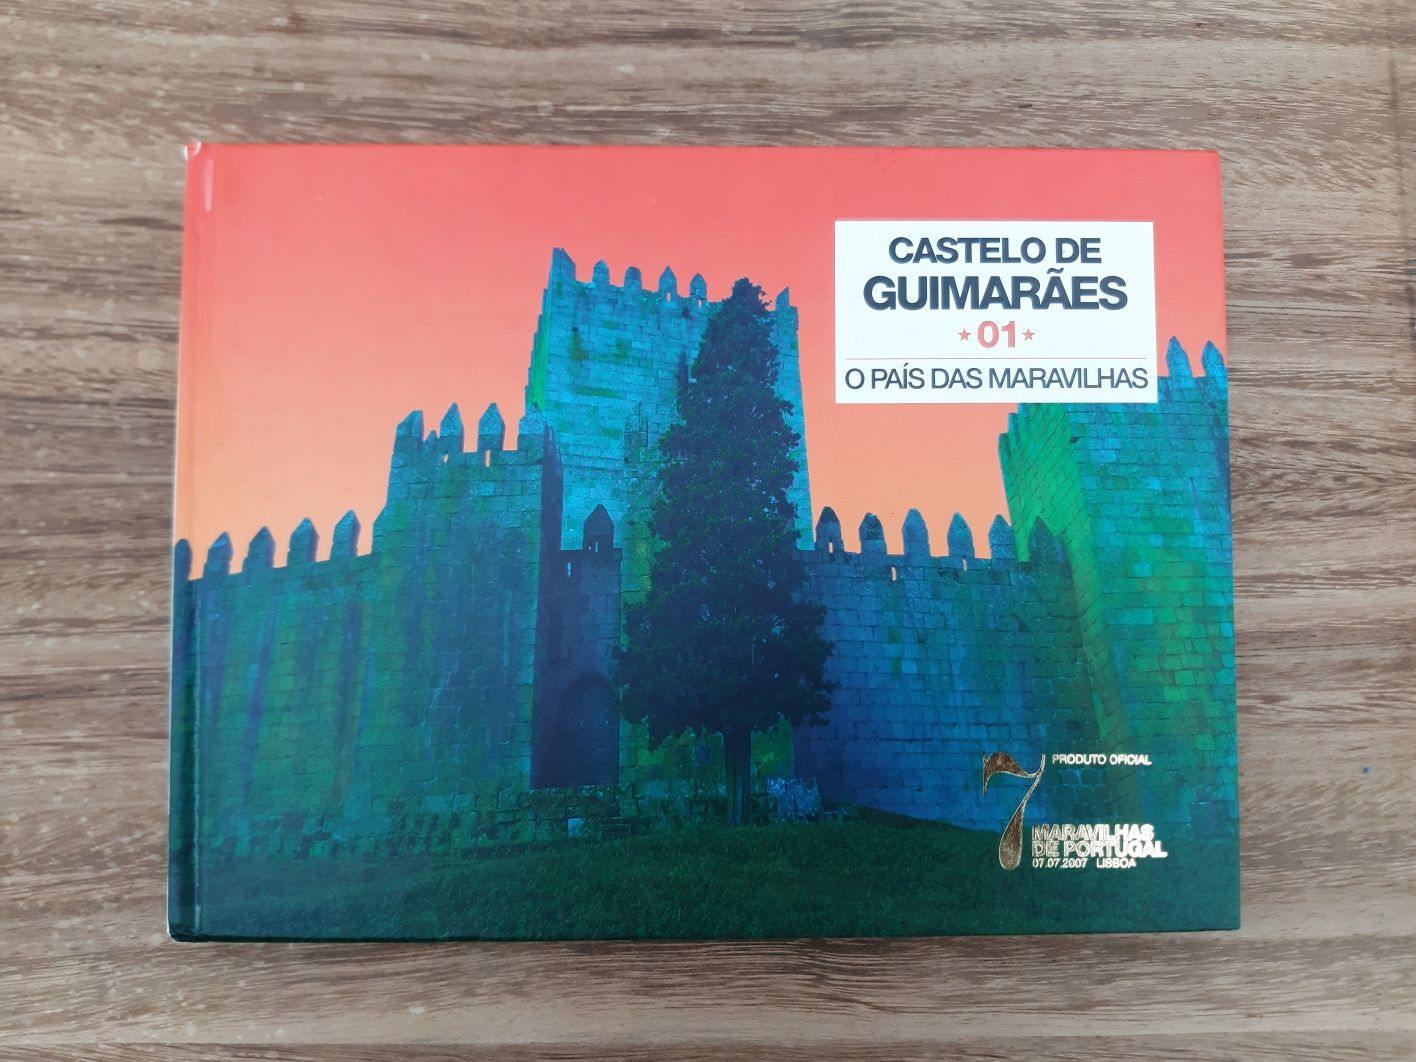 CASTELO DE
GUIMARÃES
★01★
O PAÍS DAS MARAVILHAS
PRODUTO OFICIAL
7
MARAVILHAS
DE PORTUGAL
07.07.2007 LISBOA